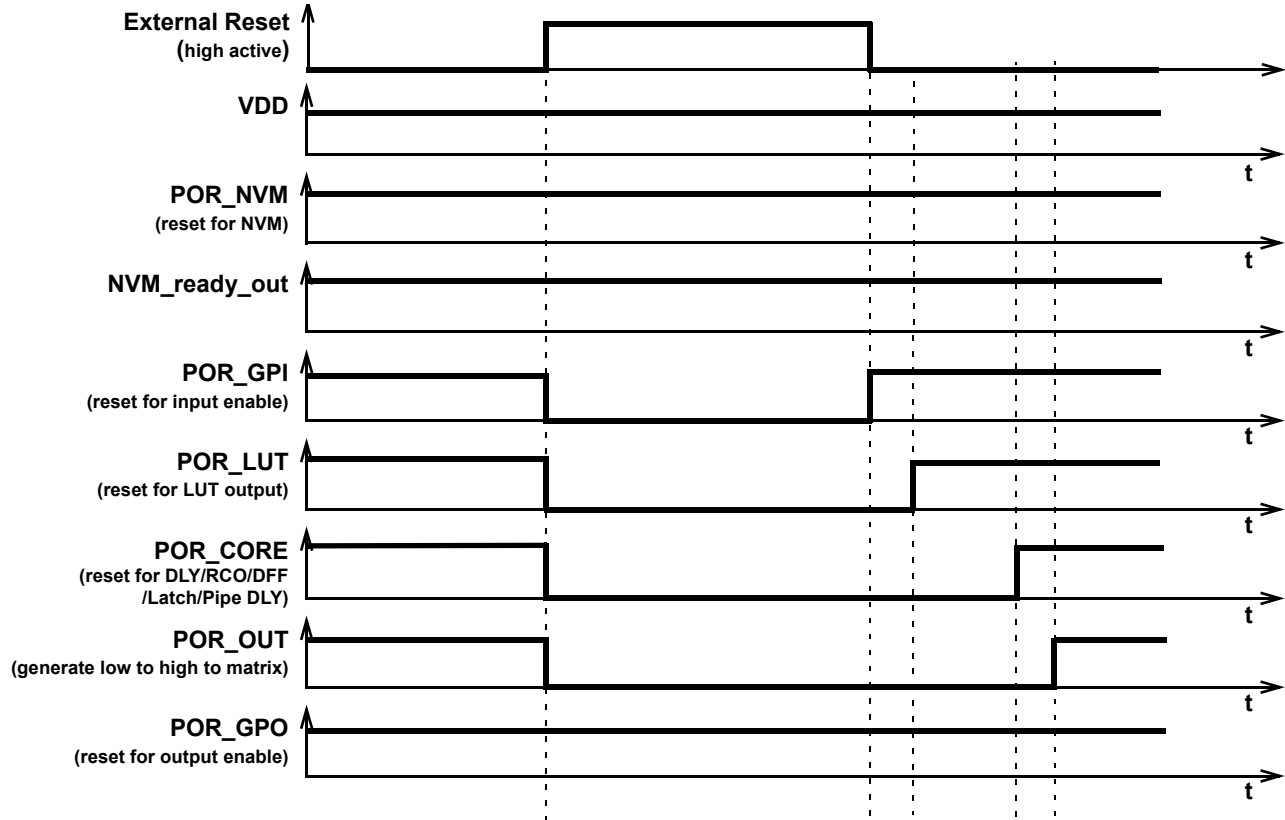 External Reset
(high active)
VDD
t
POR_NVM
(reset for NVM)
t
NVM_ready_out
t
POR_GPI
(reset for input enable)
t
POR_LUT
(reset for LUT output)
t
POR_CORE
(reset for DLY/RCO/DFF
/Latch/Pipe DLY)
t
POR_OUT
(generate low to high to matrix)
t
POR_GPO
(reset for output enable)
t